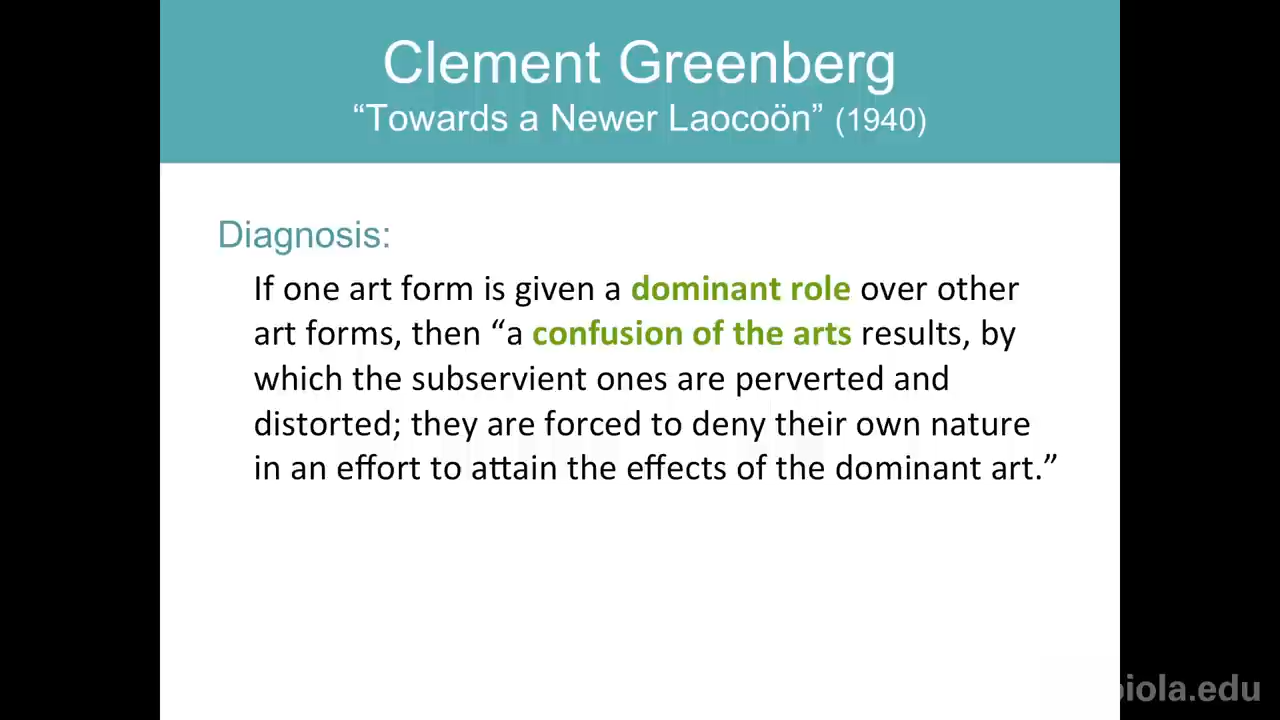 Clement Greenberg
“Towards a Newer Laocoön” (1940)
Diagnosis:
If one art form is given a dominant role over other
art forms, then “a confusion of the arts results, by
which the subservient ones are perverted and
distorted; they are forced to deny their own nature
in an effort to attain the effects of the dominant art.”
biola.edu